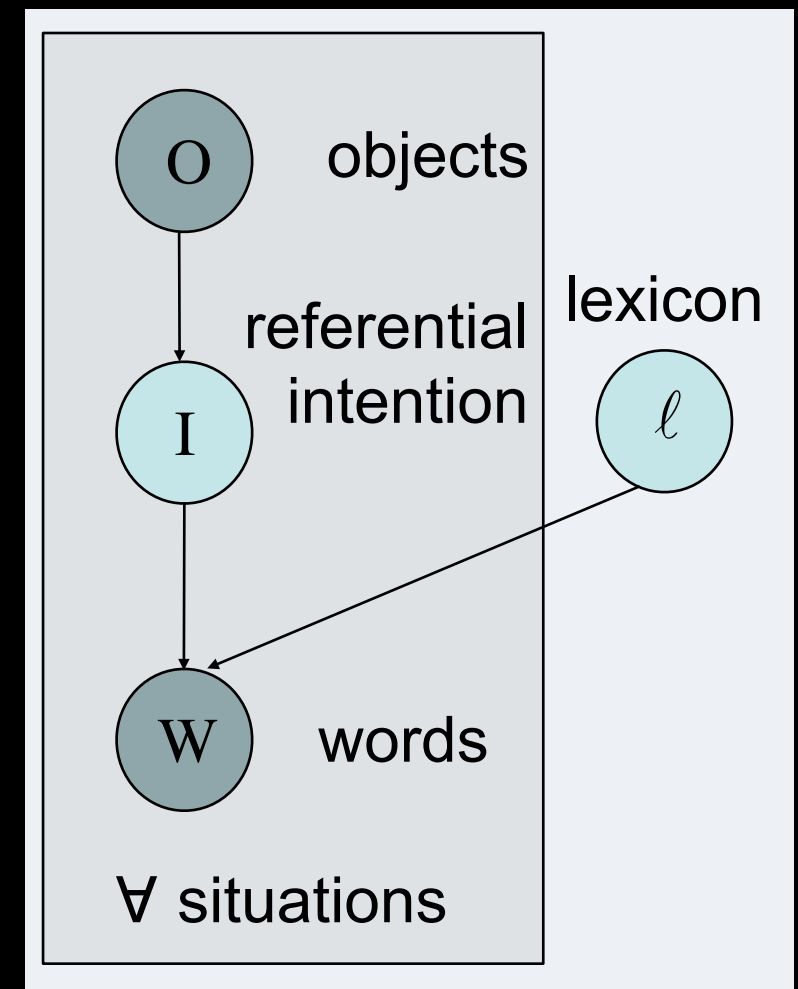 O objects
referential
intention
I
lexicon
ℓ
W words
∀ situations